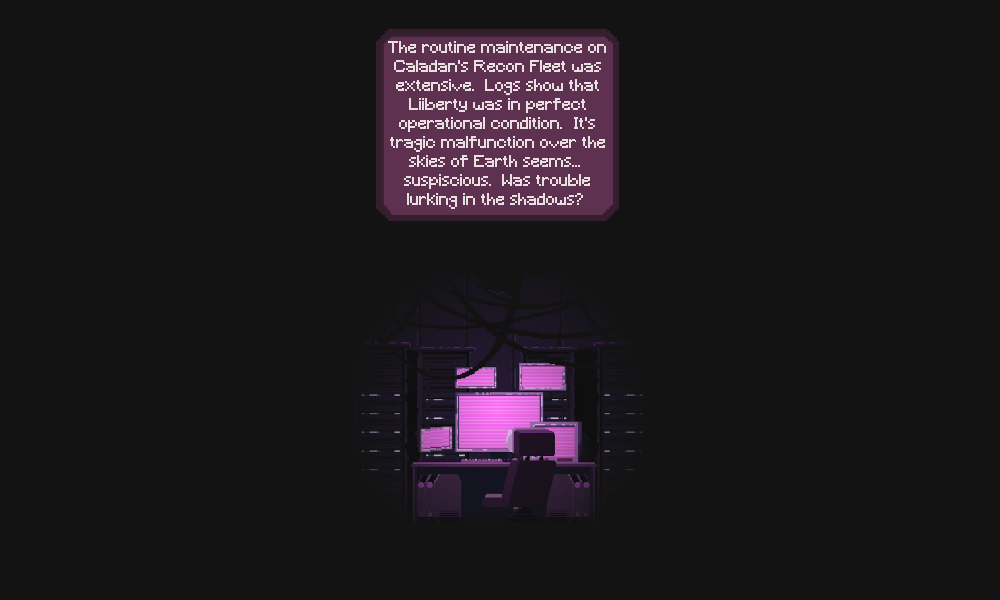 The routine maintenance on
Caladan's Recon Fleet was
extensive.  Logs show that
Liiberty was in perfect
operational condition.  It's
tragic malfunction over the
skies of Earth seems...
suspiscious.  Was trouble
lurking in the shadows?